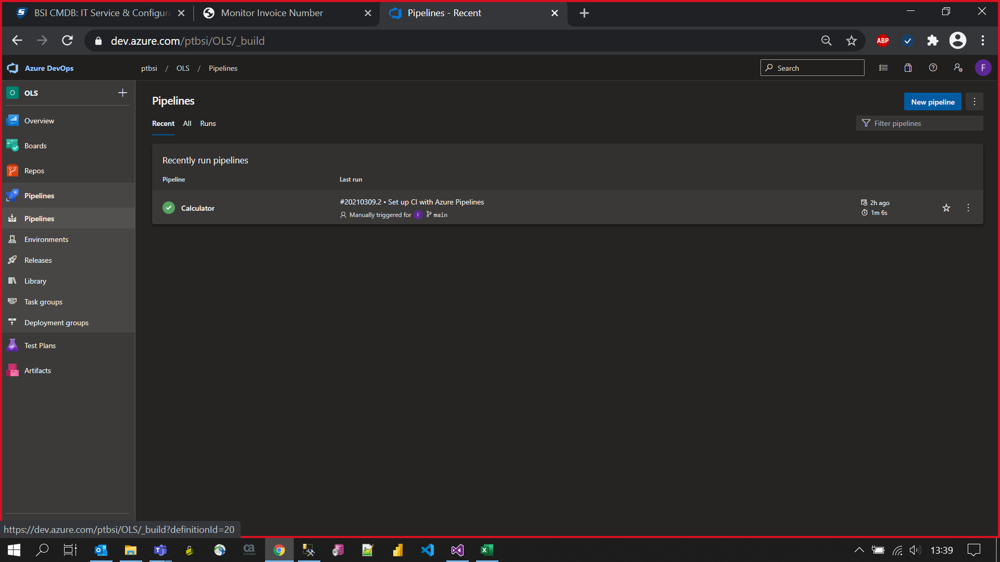 BSI CMDB: IT Service & Configura
Monitor Invoice Number
Pipelines - Recent
dev.azure.com/ptbsi/OLS/_build
ABP
Azure DevOps
ptbsi / OLS / Pipelines
Search
F
O OLS
Overview
Boards
Repos
Pipelines
Pipelines
Environments
Releases
Library
Task groups
Deployment groups
Test Plans
Artifacts
Pipelines
New pipeline
Recent All Runs
Filter pipelines
Recently run pipelines
Pipeline Last run
Calculator
#20210309.2 • Set up CI with Azure Pipelines
Manually triggered for F main
2h ago
1m 6s
https://dev.azure.com/ptbsi/OLS/_build?definitionId=20
ca
13:39